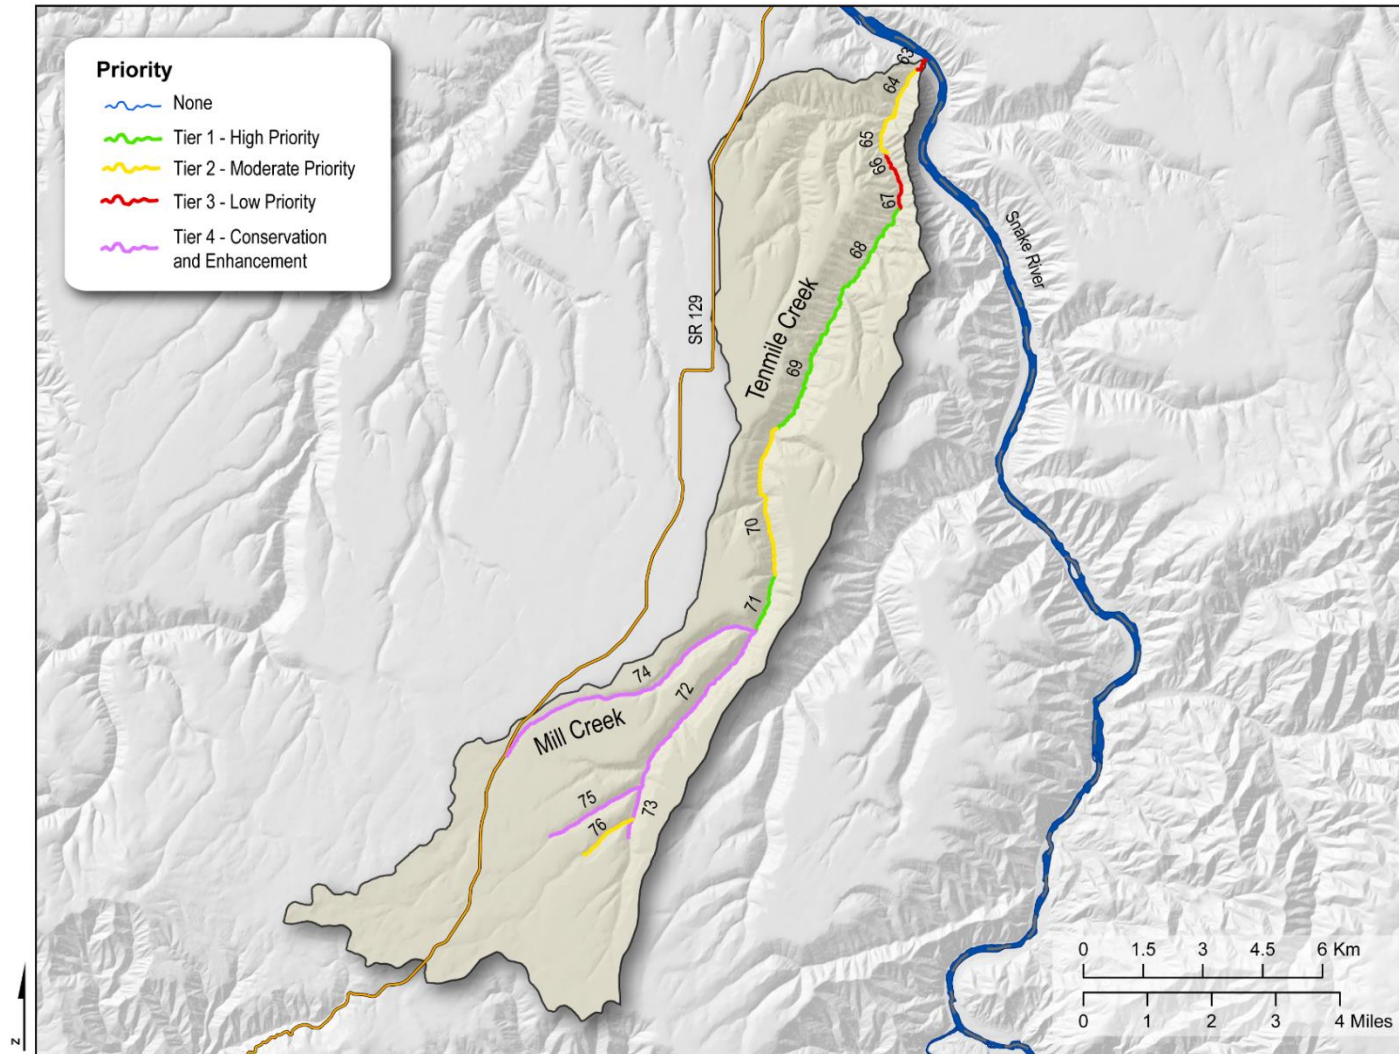 Priority
None
Tier 1 - High Priority
Tier 2 - Moderate Priority
Tier 3 - Low Priority
Tier 4 - Conservation
and Enhancement
63
64
65
66
67
68
69
70
71
72
73
74
75
76
SR 129
Snake River
Tenmile Creek
Mill Creek
0 1.5 3 4.5 6 Km
0 1 2 3 4 Miles
N